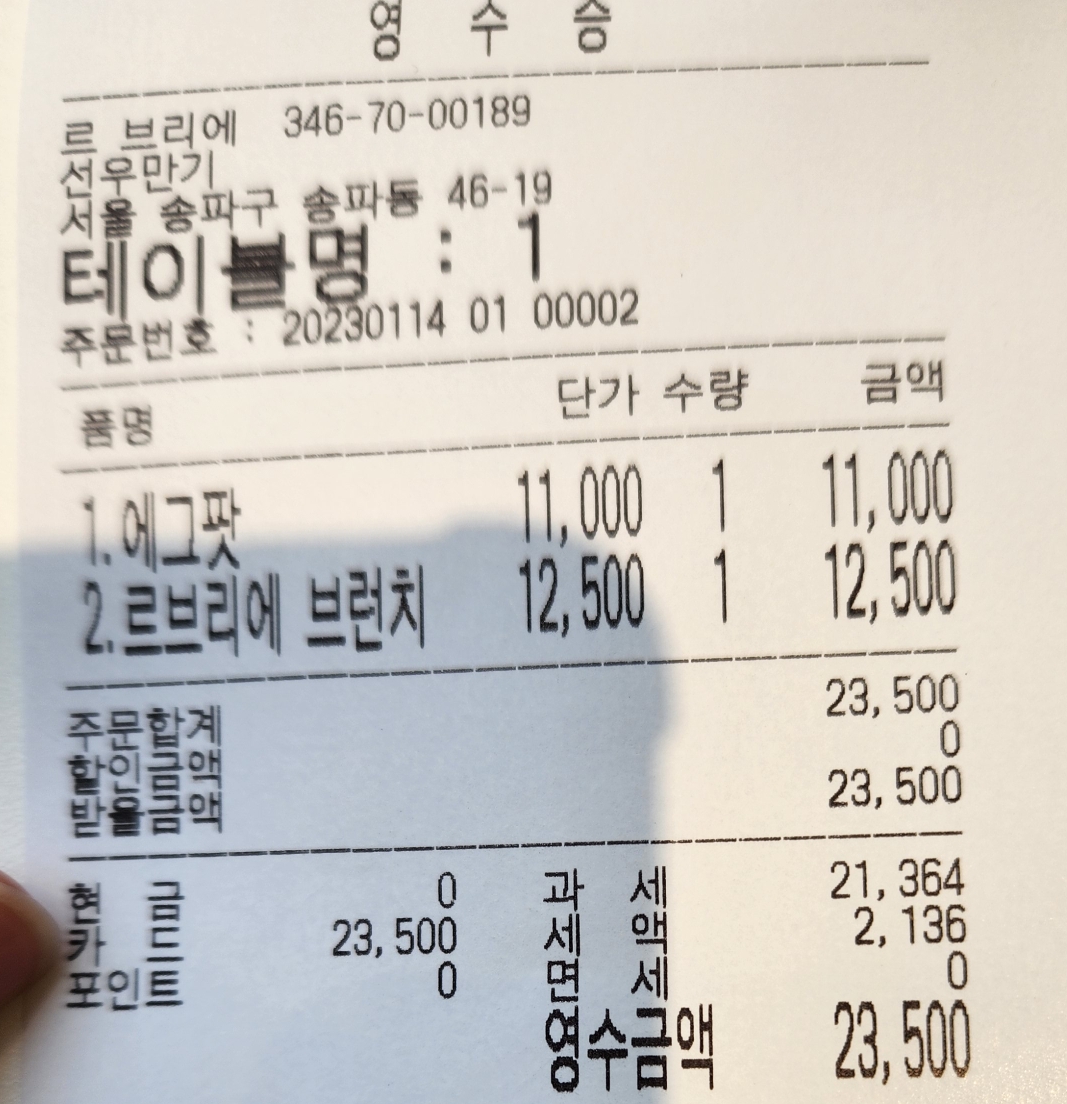 영 수 증
르 브리에 346-70-00189
선우만기
서울 송파구 송파동 46-19
테이블명 : 1
주문번호 : 20230114 01 00002
품명 단가 수량 금액
1.에그팟 11,000 1 11,000
2.르브리에 브런치 12,500 1 12,500
주문합계 23,500
할인금액 0
받을금액 23,500
현 금 0 과 세 21,364
카 드 23,500 세 액 2,136
포인트 0 면 세 0
영수금액 23,500